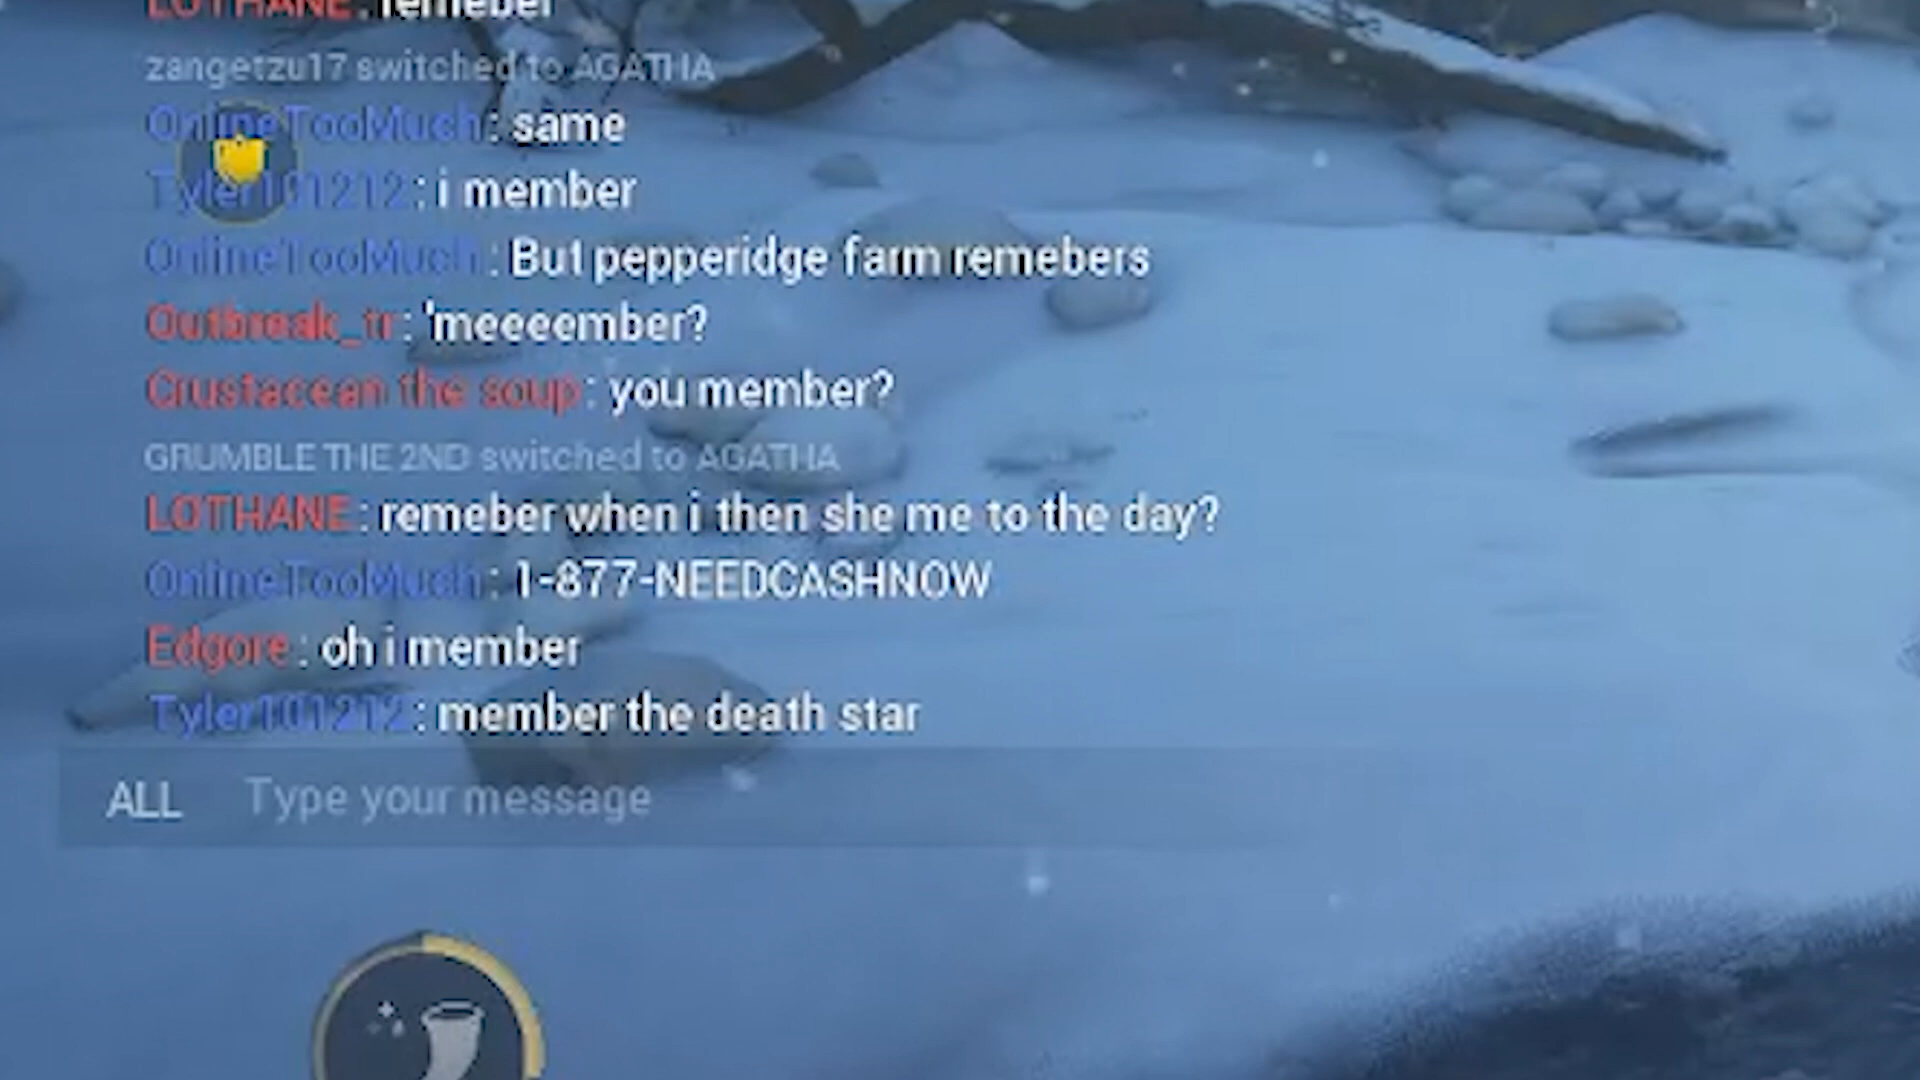 LOTHANE: remeber
zangetzu17 switched to AGATHA
OnlineTooMuch: same
Tyler101212: i member
OnlineTooMuch: But pepperidge farm remebers
Outbreak_tr: 'meeeember?
Crustacean the soup: you member?
GRUMBLE THE 2ND switched to AGATHA
LOTHANE: remeber when i then she me to the day?
OnlineTooMuch: 1-877-NEEDCASHNOW
Edgore: oh i member
Tyler101212: member the death star
ALL Type your message